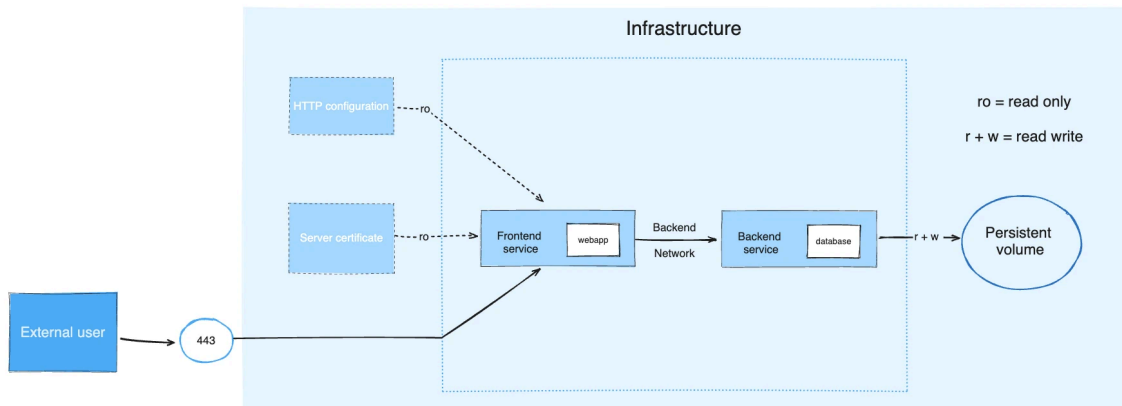 Infrastructure
HTTP configuration
ro
ro = read only
r + w = read write
Server certificate
ro
Frontend
service
webapp
Backend
Network
Backend
service
database
r + w
Persistent
volume
External user
443